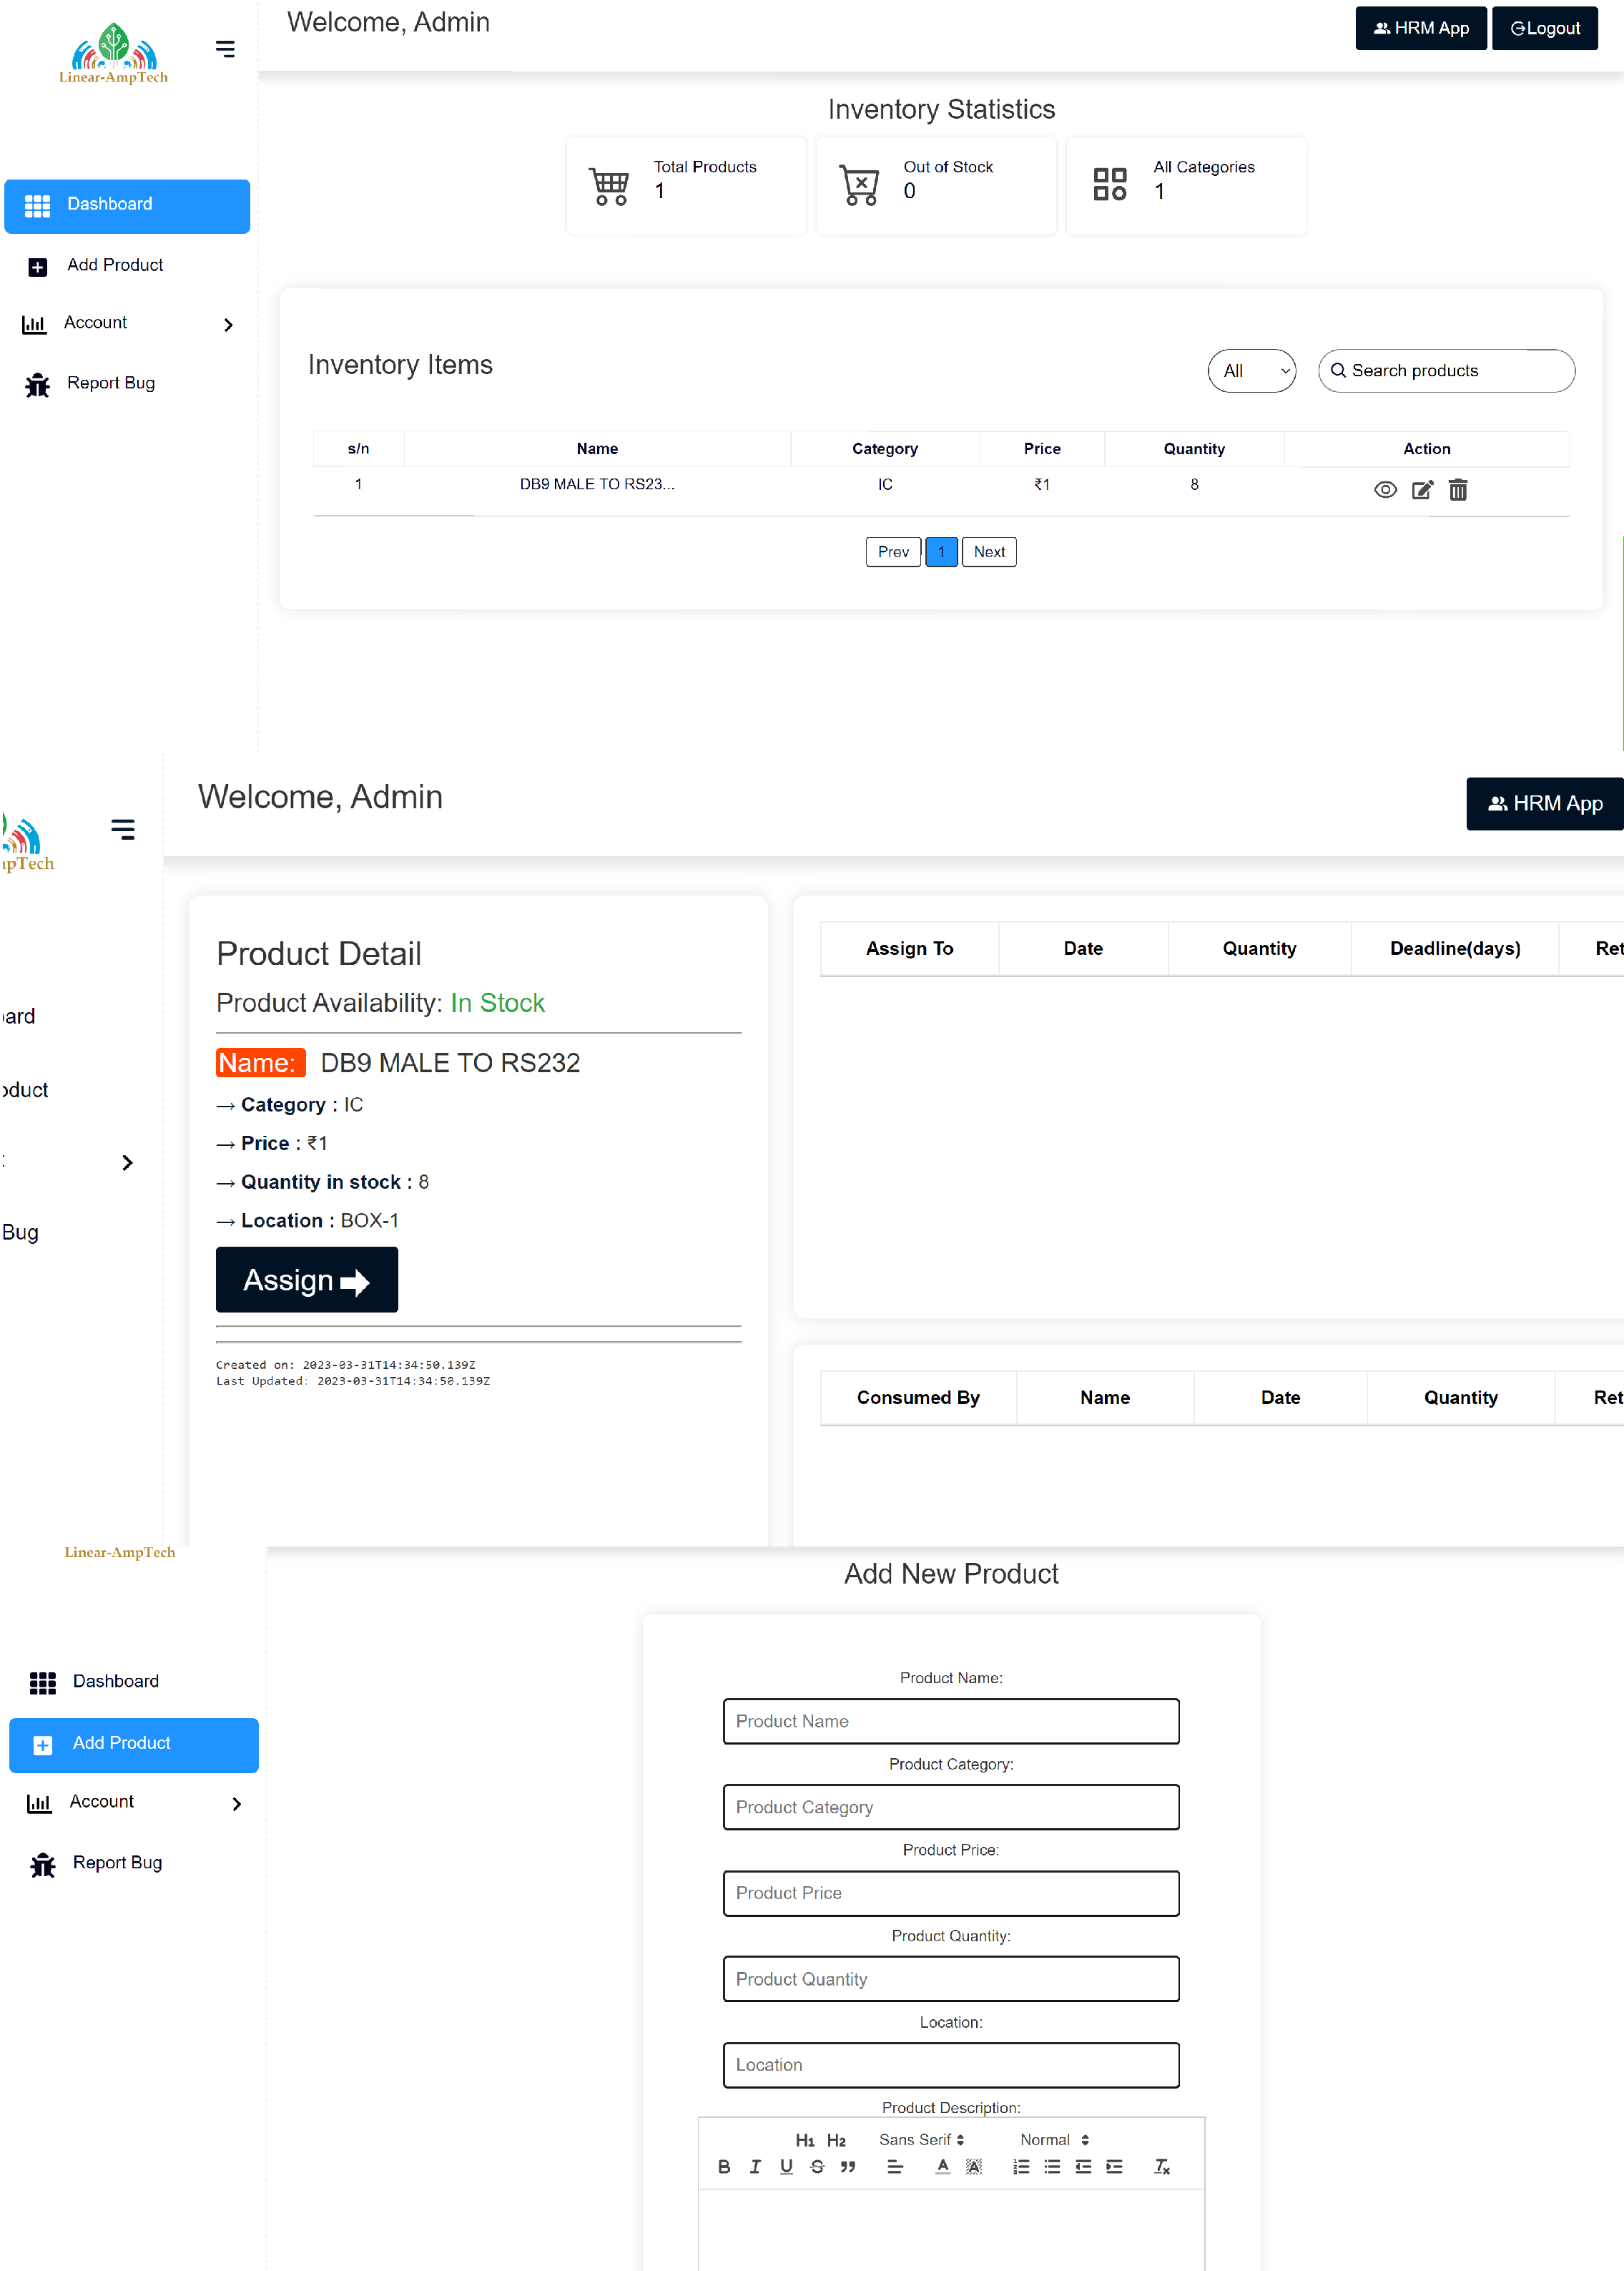 Welcome, Admin
HRM App
Logout
Linear-AmpTech
Inventory Statistics
Total Products
1
Out of Stock
0
All Categories
1
Dashboard
Add Product
Account
Report Bug
Inventory Items
All
Search products
s/n Name Category Price Quantity Action
1 DB9 MALE TO RS23... IC ₹1 8
Prev 1 Next
Welcome, Admin
HRM App
mpTech
ard
oduct
Bug
Product Detail
Product Availability: In Stock
Name: DB9 MALE TO RS232
→ Category : IC
→ Price : ₹1
→ Quantity in stock : 8
→ Location : BOX-1
Assign
Created on: 2023-03-31T14:34:50.139Z
Last Updated: 2023-03-31T14:34:50.139Z
Assign To Date Quantity Deadline(days) Ret
Consumed By Name Date Quantity Ret
Linear-AmpTech
Dashboard
Add Product
Account
Report Bug
Add New Product
Product Name:
Product Name
Product Category:
Product Category
Product Price:
Product Price
Product Quantity:
Product Quantity
Location:
Location
Product Description:
H1 H2 Sans Serif Normal
B I U S A A Tx